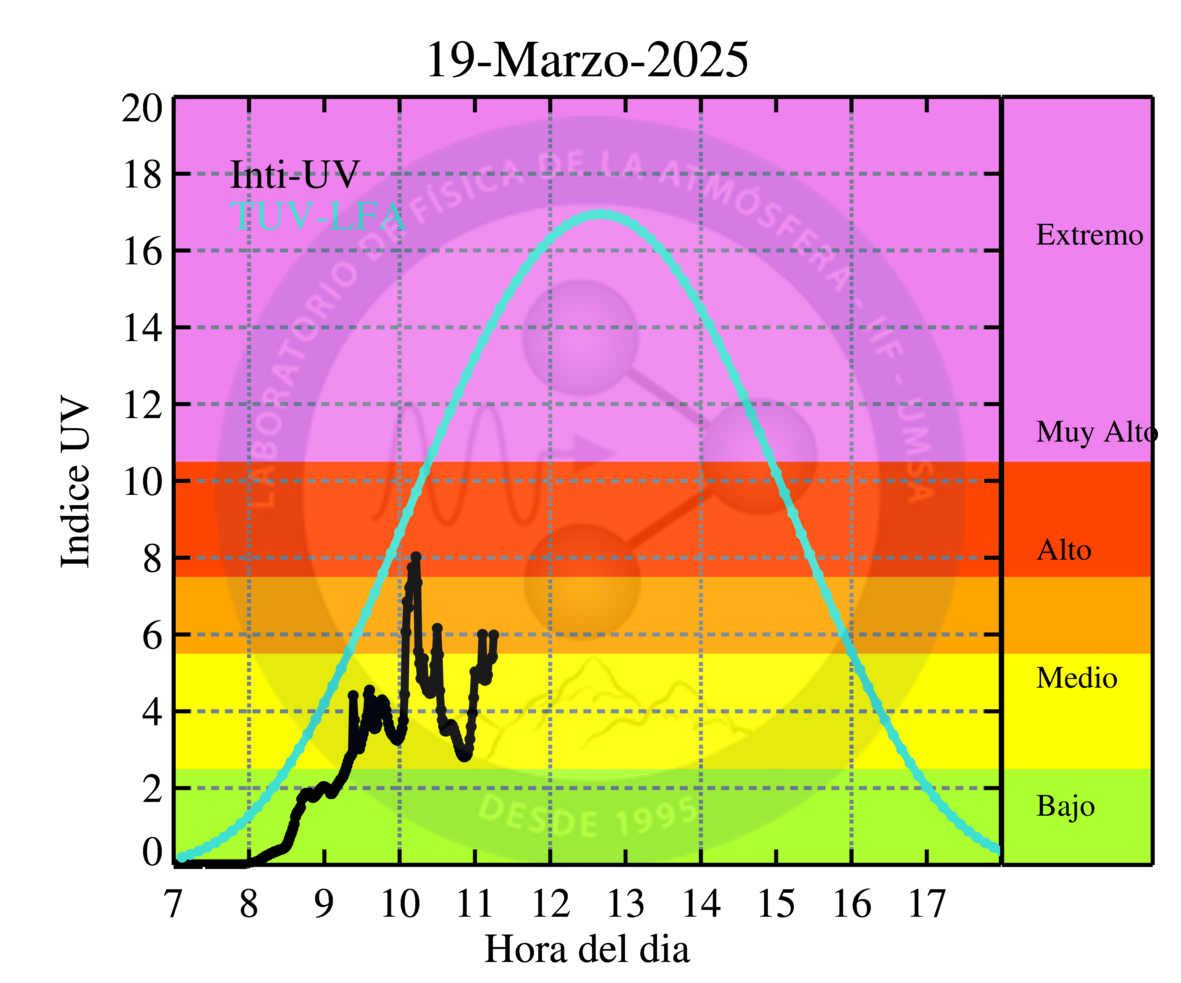 19-Marzo-2025
Indice UV
20
18
16
14
12
10
8
6
4
2
0
Inti-UV
TUV-LFA
LABORATORIO DE FÍSICA DE LA ATMÓSFERA - IIF - UMSA
DESDE 1995
Extremo
Muy Alto
Alto
Medio
Bajo
7 8 9 10 11 12 13 14 15 16 17
Hora del dia